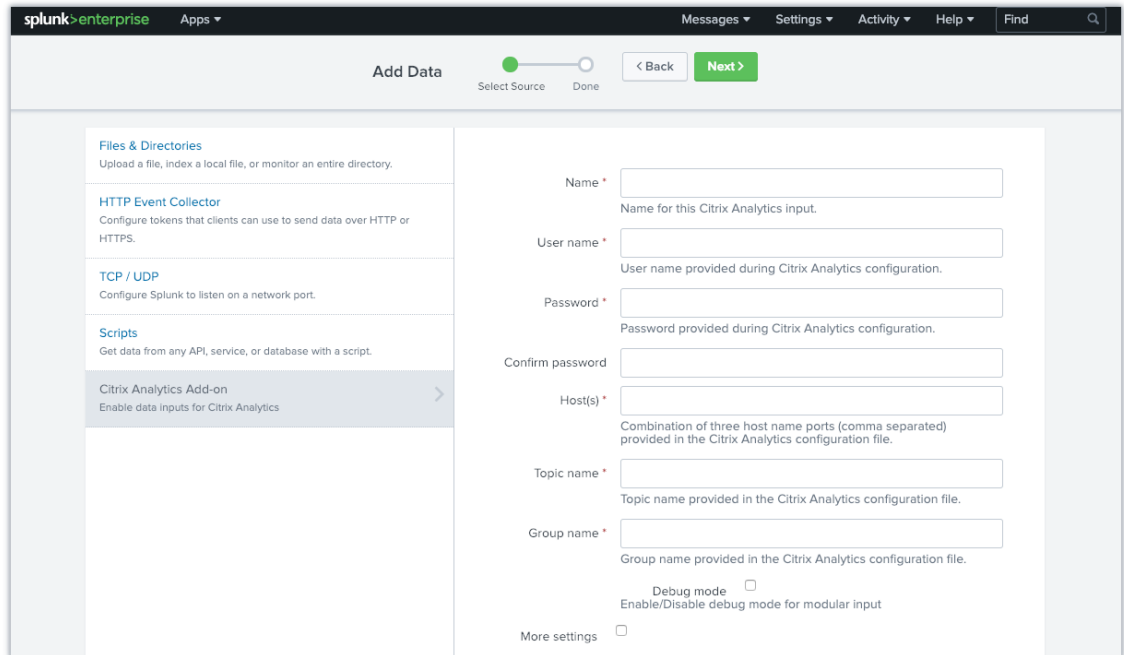 splunk>enterprise Apps ▾ Messages ▾ Settings ▾ Activity ▾ Help ▾ Find
Add Data
Select Source Done
< Back Next >
Files & Directories
Upload a file, index a local file, or monitor an entire directory.
HTTP Event Collector
Configure tokens that clients can use to send data over HTTP or
HTTPS.
TCP / UDP
Configure Splunk to listen on a network port.
Scripts
Get data from any API, service, or database with a script.
Citrix Analytics Add-on
Enable data inputs for Citrix Analytics
Name *
Name for this Citrix Analytics input.
User name *
User name provided during Citrix Analytics configuration.
Password *
Password provided during Citrix Analytics configuration.
Confirm password
Host(s) *
Combination of three host name ports (comma separated)
provided in the Citrix Analytics configuration file.
Topic name *
Topic name provided in the Citrix Analytics configuration file.
Group name *
Group name provided in the Citrix Analytics configuration file.
Debug mode
Enable/Disable debug mode for modular input
More settings